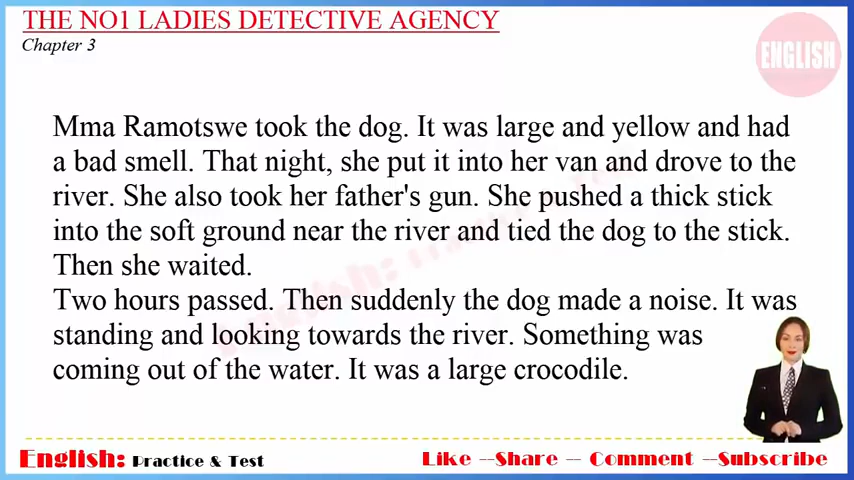 THE NO1 LADIES DETECTIVE AGENCY
Chapter 3
ENGLISH
Mma Ramotswe took the dog. It was large and yellow and had
a bad smell. That night, she put it into her van and drove to the
river. She also took her father's gun. She pushed a thick stick
into the soft ground near the river and tied the dog to the stick.
Then she waited.
Two hours passed. Then suddenly the dog made a noise. It was
standing and looking towards the river. Something was
coming out of the water. It was a large crocodile.
English: Practice & Test
Like --Share -- Comment --Subscribe